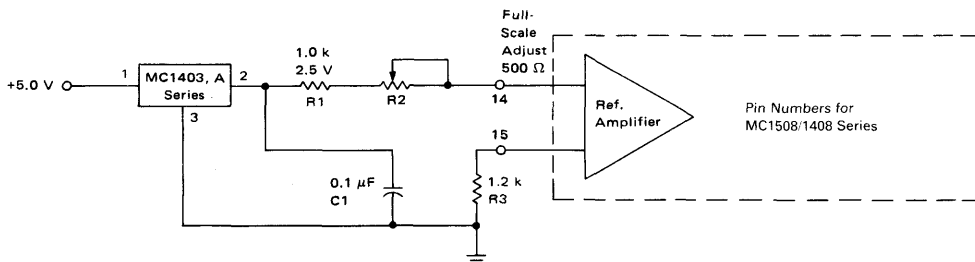 Full-
Scale
Adjust
500 Ω
1.0 k
2.5 V
R1
R2
+5.0 V
1
MC1403, A
Series
2
3
14
15
Ref.
Amplifier
Pin Numbers for
MC1508/1408 Series
0.1 μF
C1
1.2 k
R3